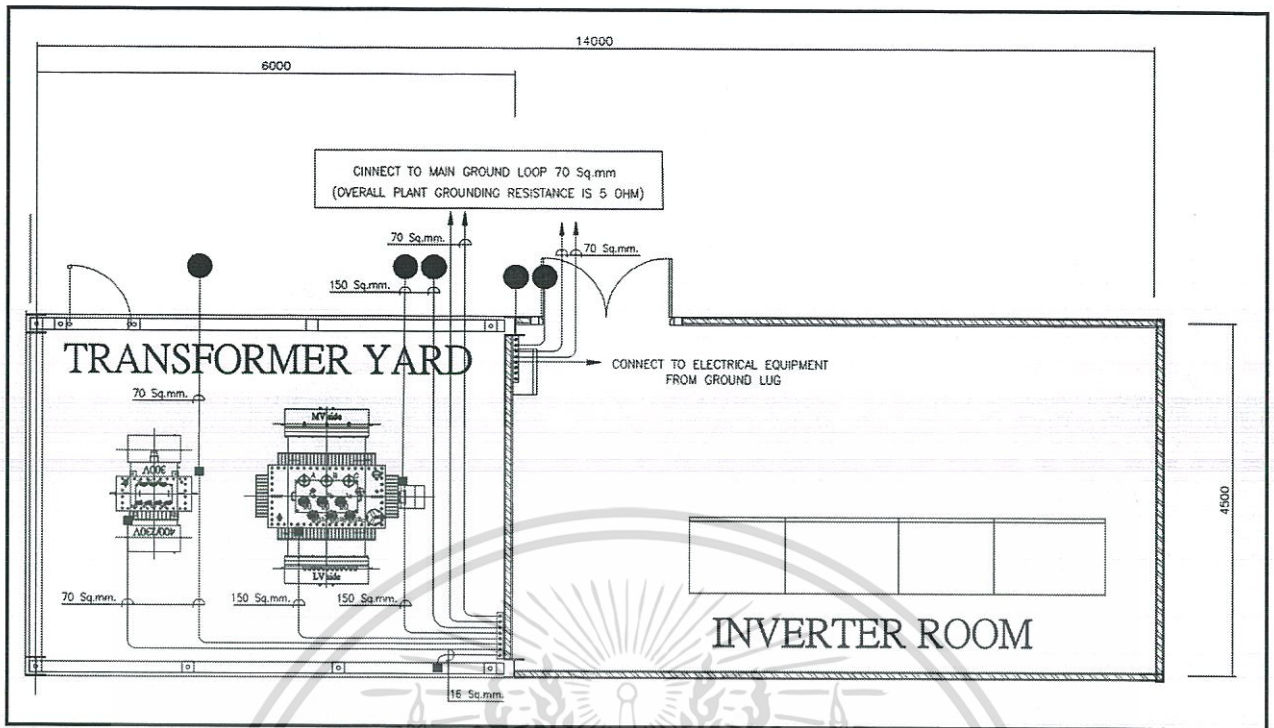 14000
6000
CINNECT TO MAIN GROUND LOOP 70 Sq.mm
(OVERALL PLANT GROUNDING RESISTANCE IS 5 OHM)
70 Sq.mm.
70 Sq.mm.
150 Sq.mm.
TRANSFORMER YARD
CONNECT TO ELECTRICAL EQUIPMENT
FROM GROUND LUG
70 Sq.mm.
MV side
300V
A B C
400/230V
4500
LV side
70 Sq.mm.
150 Sq.mm.
150 Sq.mm.
INVERTER ROOM
16 Sq.mm.